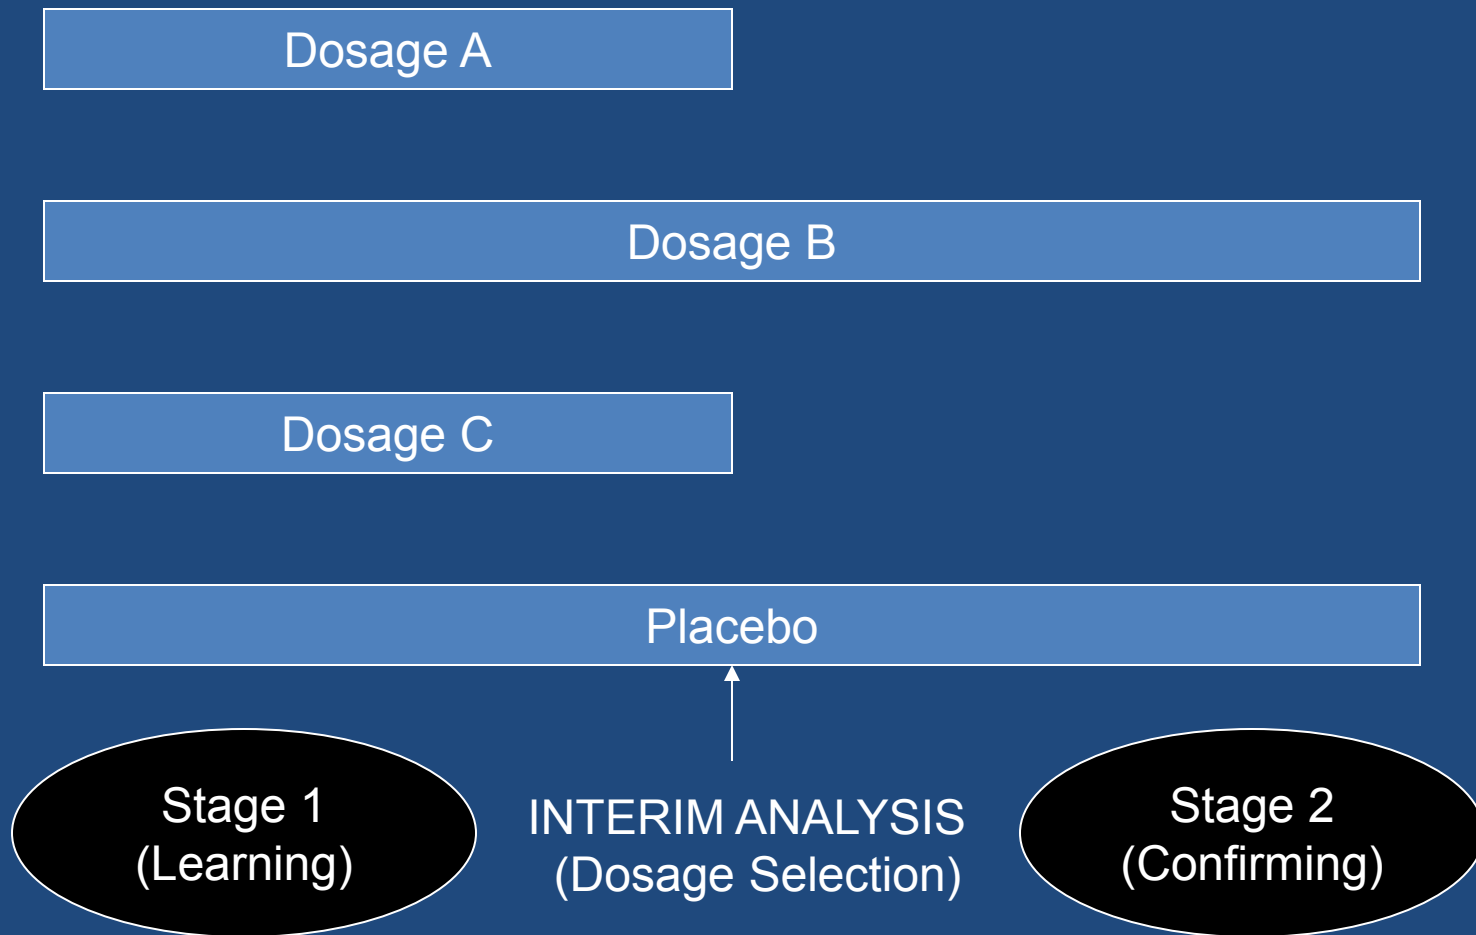 Dosage A
Dosage B
Dosage C
Placebo
Stage 1
(Learning)
INTERIM ANALYSIS
(Dosage Selection)
Stage 2
(Confirming)